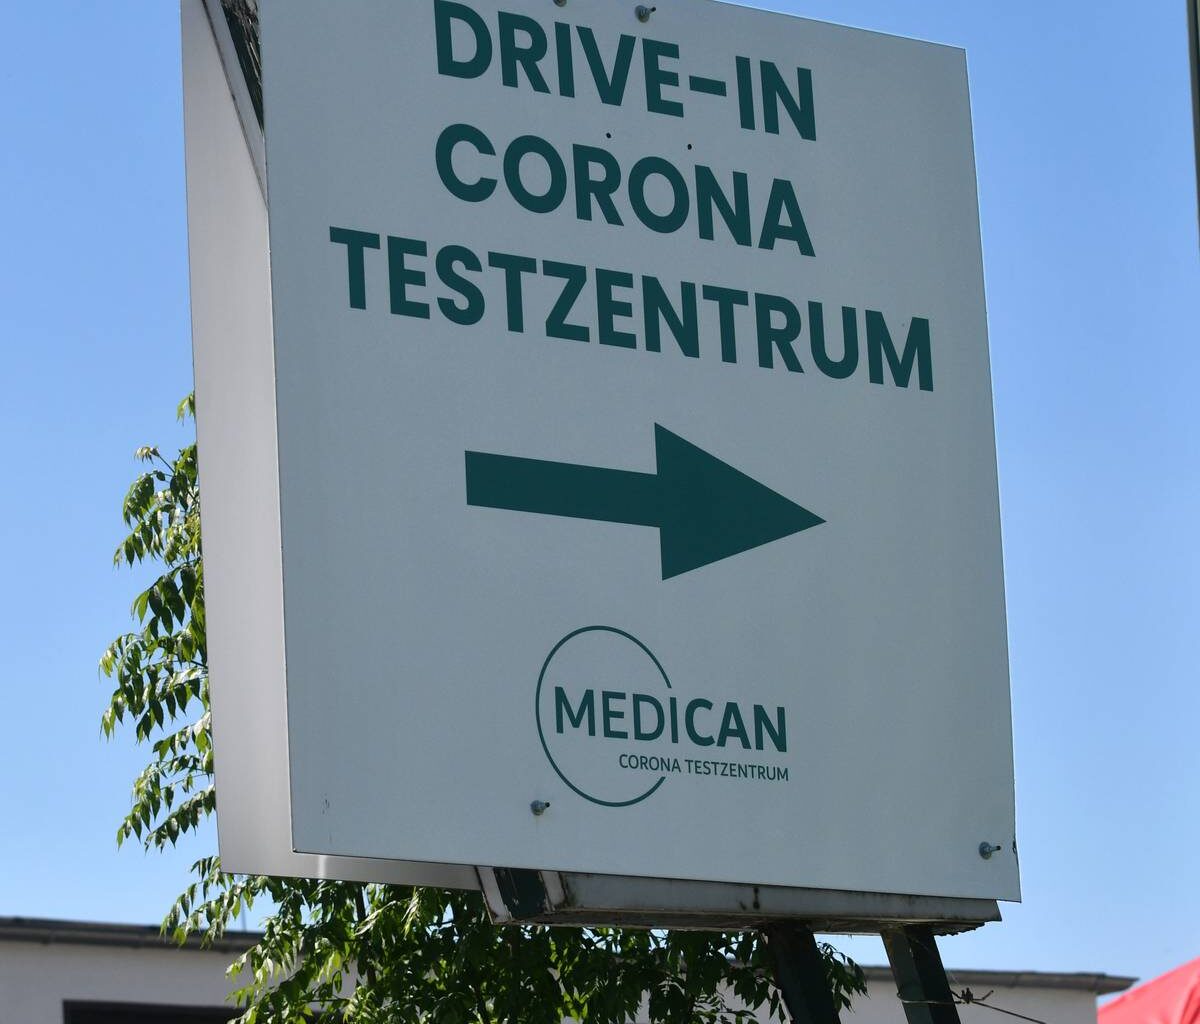 DRIVE-IN
CORONA
TESTZENTRUM
MEDICAN
CORONA TESTZENTRUM